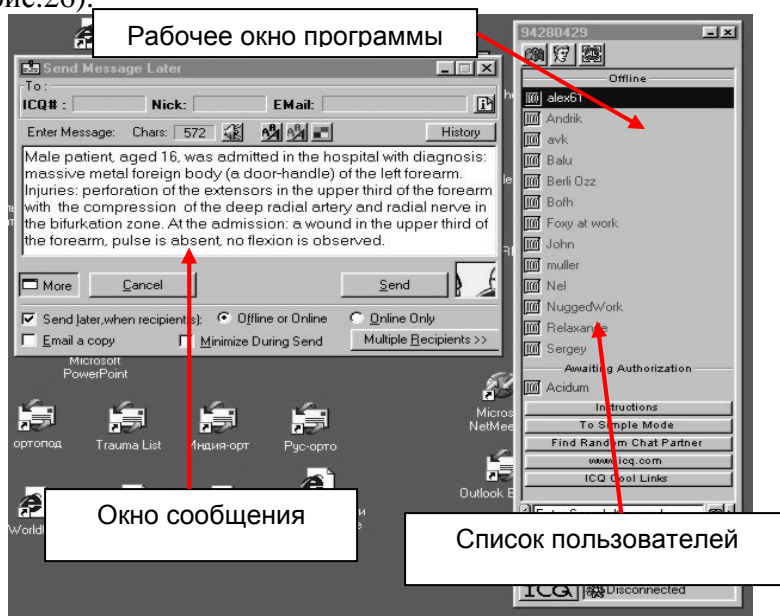 рис.26).
Рабочее окно программы
94280429
Send Message Later
To:
ICQ# : Nick: EMail:
Enter Message: Chars: 572 History
Male patient, aged 16, was admitted in the hospital with diagnosis:
massive metal foreign body (a door-handle) of the left forearm.
Injuries: perforation of the extensors in the upper third of the forearm
with the compression of the deep radial artery and radial nerve in
the bifurkation zone. At the admission: a wound in the upper third of
the forearm, pulse is absent, no flexion is observed.
More Cancel Send
Send later,when recipient(s): Offline or Online Online Only
Email a copy Minimize During Send Multiple Recipients >>
Offline
alex61
Andrik
avk
Balu
Berli Ozz
Bofh
Foxy at work
John
muller
Nel
NuggedWork
Relaxande
Sergey
Awaiting Authorization
Acidum
Instructions
To Simple Mode
Find Random Chat Partner
www.icq.com
ICQ Cool Links
Microsoft
PowerPoint
ортопод Trauma List Индия-орт Рус-орто
Micros
NetMee
Outlook E
World
Окно сообщения
Список пользователей
ICQ Disconnected